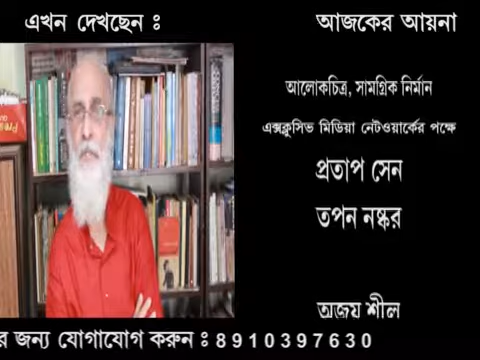 এখন দেখছেন ঃ
আজকের আয়না
আলোকচিত্র, সামগ্রিক নির্মান
এক্সক্লুসিভ মিডিয়া নেটওয়ার্কের পক্ষে
প্রতাপ সেন
তপন নস্কর
অজয় শীল
র জন্য যোগাযোগ করুন ঃ 8910397630